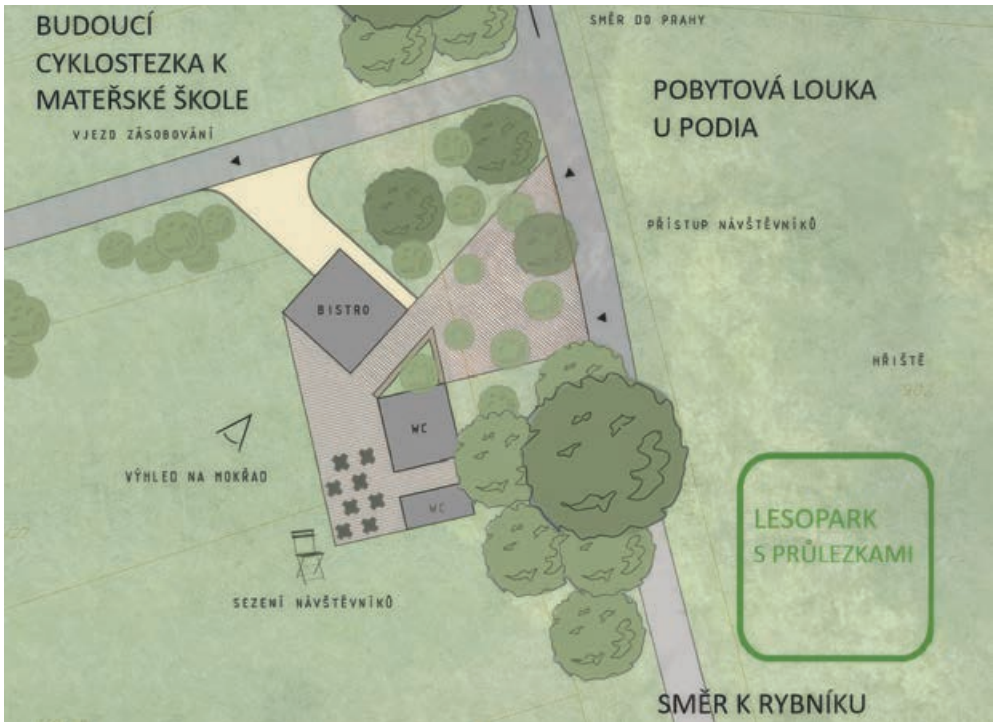 BUDOUCÍ
CYKLOSTEZKA K
MATEŘSKÉ ŠKOLE
VJEZD ZÁSOBOVÁNÍ
SMĚR DO PRAHY
POBYTOVÁ LOUKA
U PODIA
PŘÍSTUP NÁVŠTĚVNÍKŮ
BISTRO
HŘIŠTĚ
WC
VÝHLED NA MOKŘAD
WC
LESOPARK
S PRŮLEZKAMI
SEZENÍ NÁVŠTĚVNÍKŮ
SMĚR K RYBNÍKU